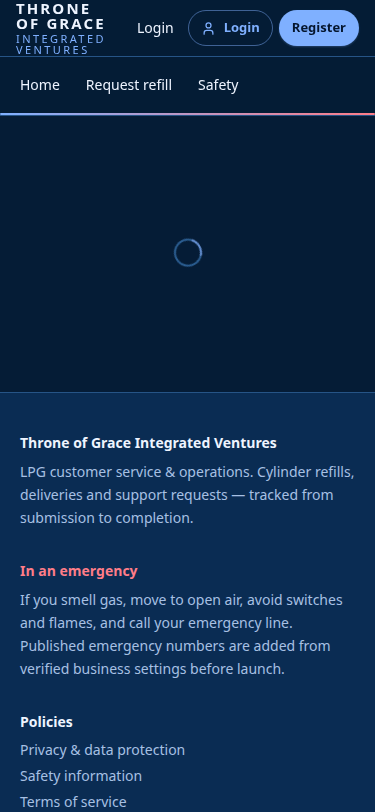 THRONE
OF GRACE
INTEGRATED
VENTURES
Login
Login
Register
Home
Request refill
Safety
Throne of Grace Integrated Ventures
LPG customer service & operations. Cylinder refills,
deliveries and support requests — tracked from
submission to completion.
In an emergency
If you smell gas, move to open air, avoid switches
and flames, and call your emergency line.
Published emergency numbers are added from
verified business settings before launch.
Policies
Privacy & data protection
Safety information
Terms of service